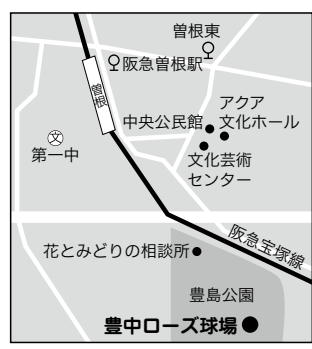 曽根東
阪急曽根駅
曽根
アクア
文化ホール
中央公民館
文
第一中
文化芸術
センター
阪急宝塚線
花とみどりの相談所
豊島公園
豊中ローズ球場